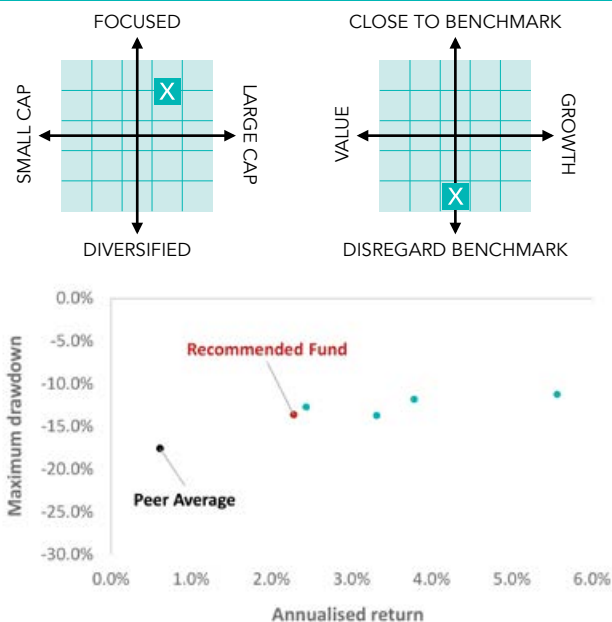 FOCUSED
SMALL CAP
X
LARGE CAP
DIVERSIFIED
CLOSE TO BENCHMARK
VALUE
GROWTH
X
DISREGARD BENCHMARK
0.0%
-5.0%
-10.0%
-15.0%
-20.0%
-25.0%
-30.0%
Maximum drawdown
Recommended Fund
Peer Average
0.0% 1.0% 2.0% 3.0% 4.0% 5.0% 6.0%
Annualised return